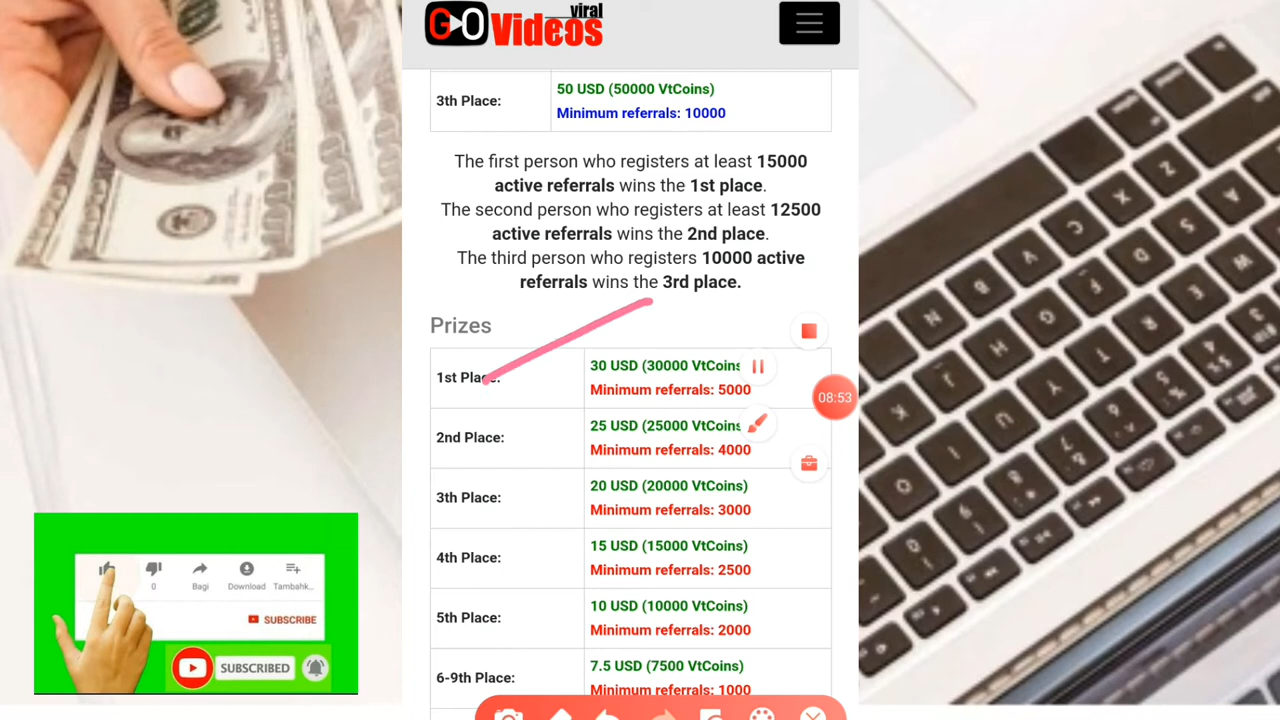 GO viral
Videos
3th Place:
50 USD (50000 VtCoins)
Minimum referrals: 10000
The first person who registers at least 15000
active referrals wins the 1st place.
The second person who registers at least 12500
active referrals wins the 2nd place.
The third person who registers 10000 active
referrals wins the 3rd place.
Prizes
1st Place:
30 USD (30000 VtCoins
Minimum referrals: 5000
08:53
2nd Place:
25 USD (25000 VtCoins
Minimum referrals: 4000
3th Place:
20 USD (20000 VtCoins)
Minimum referrals: 3000
4th Place:
15 USD (15000 VtCoins)
Minimum referrals: 2500
5th Place:
10 USD (10000 VtCoins)
Minimum referrals: 2000
6-9th Place:
7.5 USD (7500 VtCoins)
Minimum referrals: 1000
0
Bagi
Download
Tambahk...
SUBSCRIBE
SUBSCRIBED